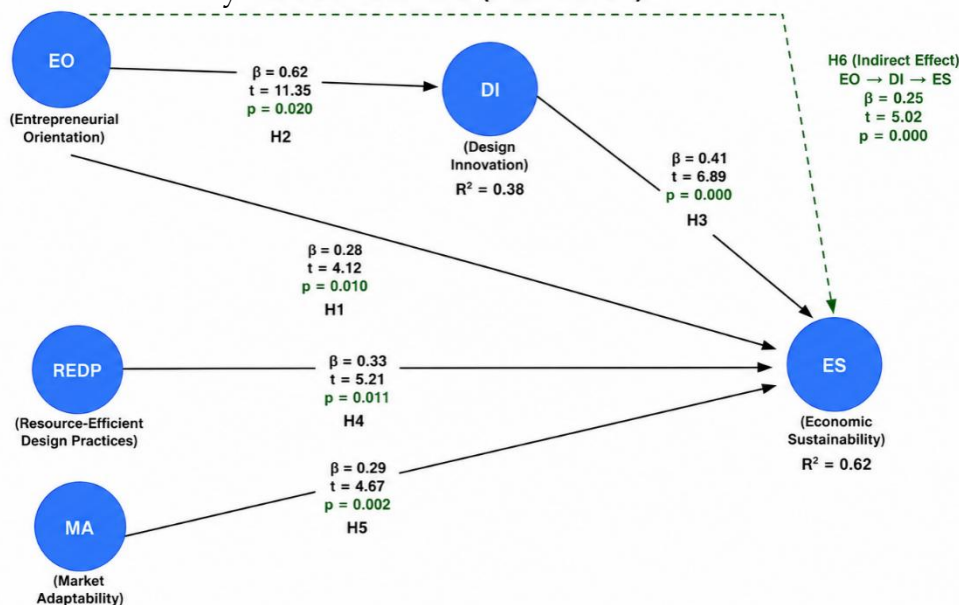 EO
(Entrepreneurial
Orientation)
β = 0.62
t = 11.35
p = 0.020
H2
DI
(Design
Innovation)
R² = 0.38
H6 (Indirect Effect)
EO → DI → ES
β = 0.25
t = 5.02
p = 0.000
β = 0.41
t = 6.89
p = 0.000
H3
β = 0.28
t = 4.12
p = 0.010
H1
REDP
(Resource-Efficient
Design Practices)
β = 0.33
t = 5.21
p = 0.011
H4
ES
(Economic
Sustainability)
R² = 0.62
MA
(Market
Adaptability)
β = 0.29
t = 4.67
p = 0.002
H5